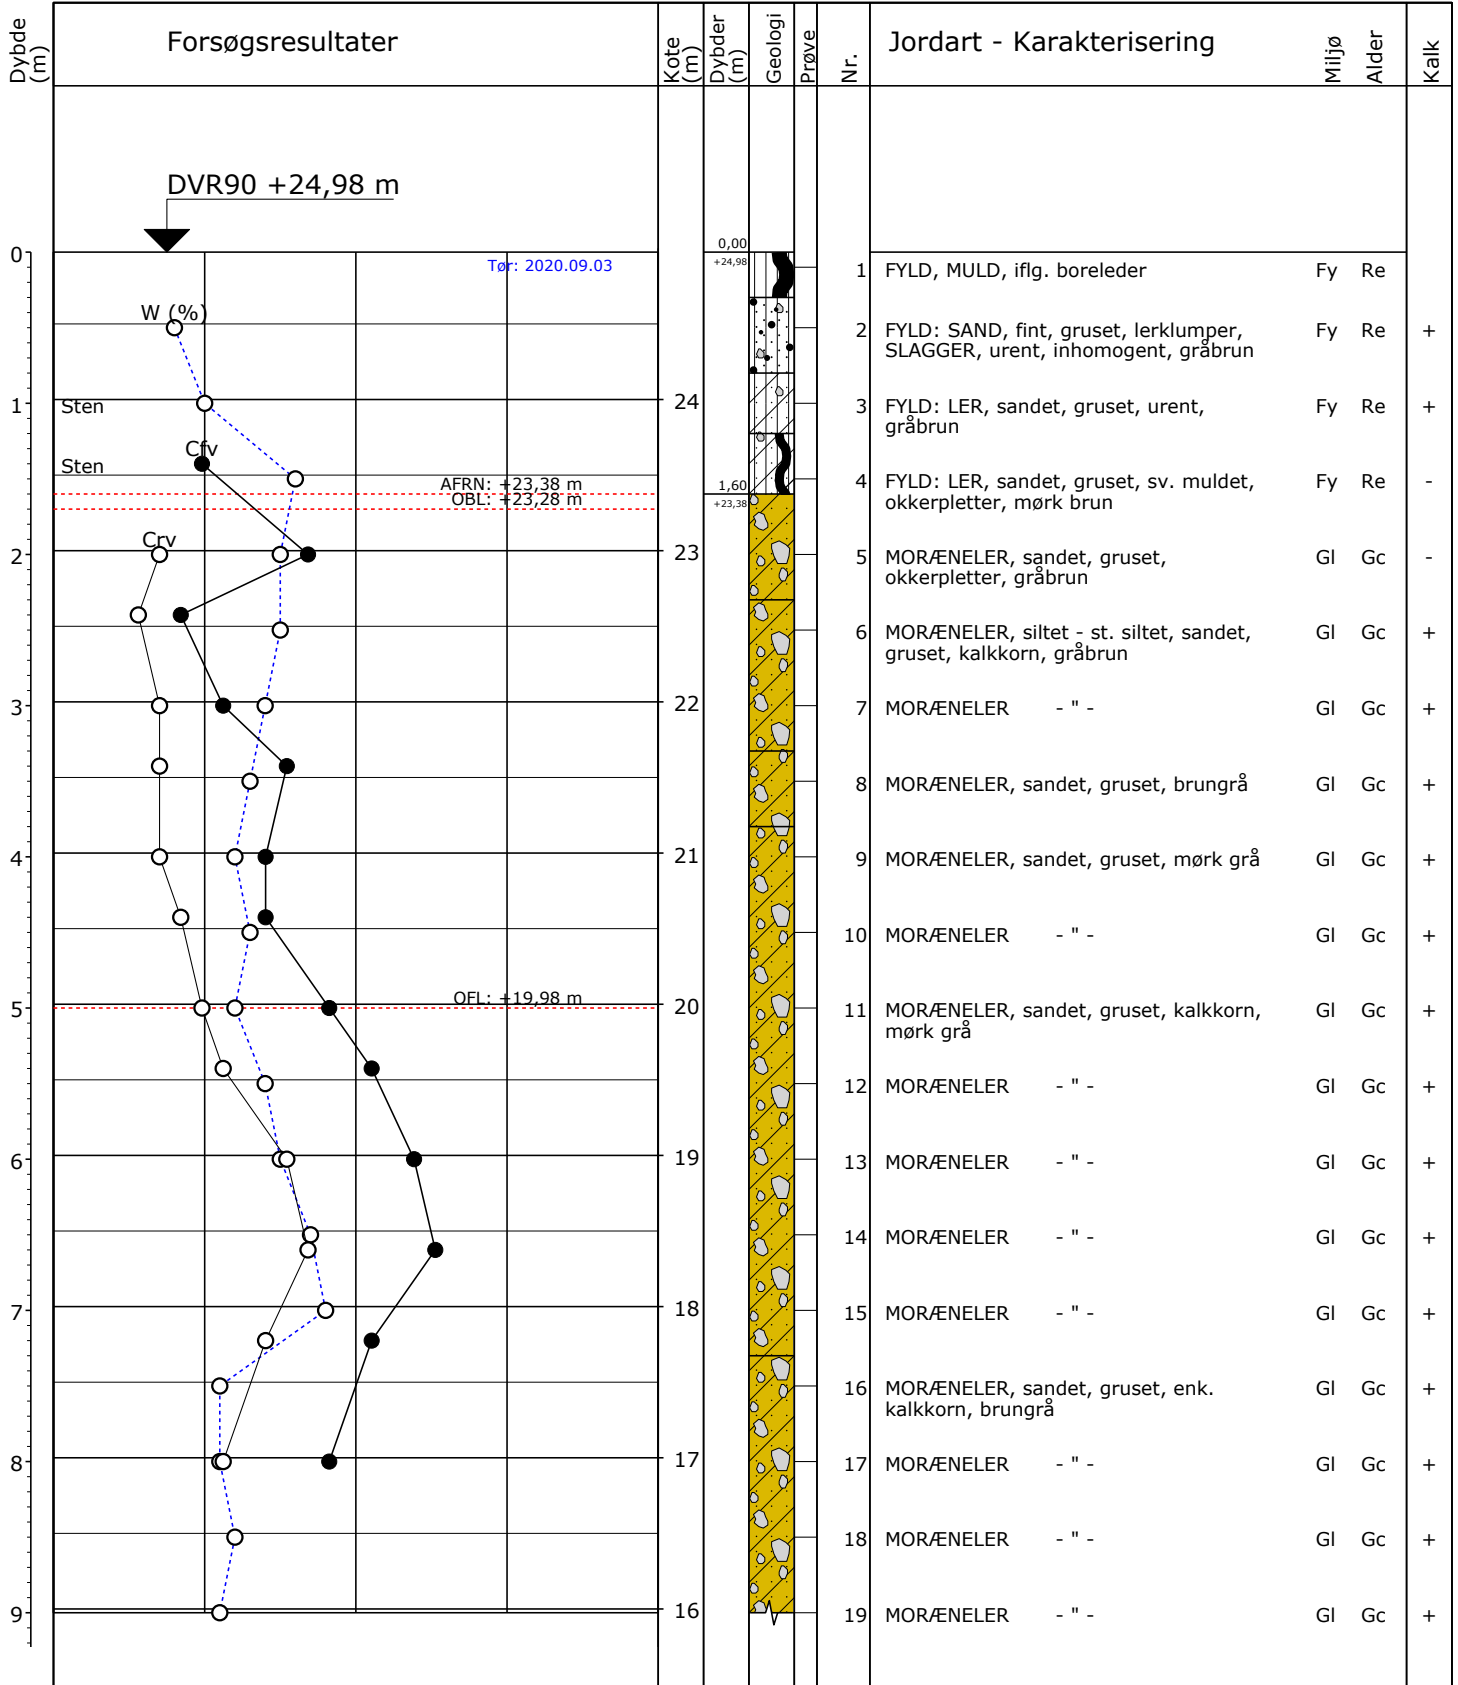 Dybde (m)
Forsøgsresultater
Kote (m)
Dybder (m)
Geologi
Prøve
Nr.
Jordart - Karakterisering
Miljø
Alder
Kalk
DVR90 +24,98 m
0
Tør: 2020.09.03
0,00
+24,98
1 FYLD, MULD, iflg. boreleder Fy Re
W (%)
2 FYLD: SAND, fint, gruset, lerklumper, Fy Re +
SLAGGER, urent, inhomogent, gråbrun
1 Sten 24
3 FYLD: LER, sandet, gruset, urent, Fy Re +
gråbrun
Cfv
Sten
AFRN: +23,38 m
OBL: +23,28 m
1,60
+23,38
4 FYLD: LER, sandet, gruset, sv. muldet, Fy Re -
okkerpletter, mørk brun
Crv
2 23
5 MORÆNELER, sandet, gruset, Gl Gc -
okkerpletter, gråbrun
6 MORÆNELER, siltet - st. siltet, sandet, Gl Gc +
gruset, kalkkorn, gråbrun
3 22
7 MORÆNELER - " - Gl Gc +
8 MORÆNELER, sandet, gruset, brungrå Gl Gc +
4 21
9 MORÆNELER, sandet, gruset, mørk grå Gl Gc +
10 MORÆNELER - " - Gl Gc +
5 OFL: +19,98 m 20
11 MORÆNELER, sandet, gruset, kalkkorn, Gl Gc +
mørk grå
12 MORÆNELER - " - Gl Gc +
6 19
13 MORÆNELER - " - Gl Gc +
14 MORÆNELER - " - Gl Gc +
7 18
15 MORÆNELER - " - Gl Gc +
16 MORÆNELER, sandet, gruset, enk. Gl Gc +
kalkkorn, brungrå
8 17
17 MORÆNELER - " - Gl Gc +
18 MORÆNELER - " - Gl Gc +
9 16
19 MORÆNELER - " - Gl Gc +